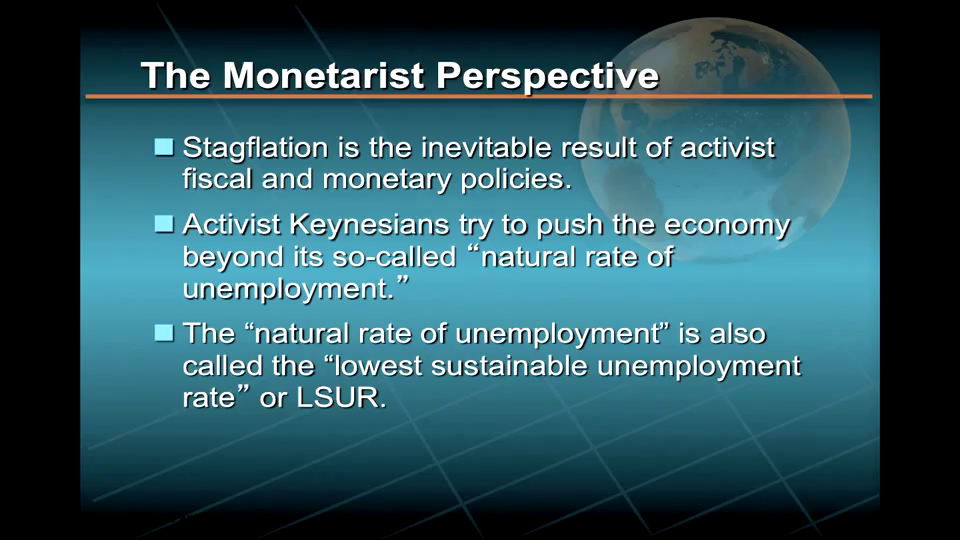 The Monetarist Perspective
Stagflation is the inevitable result of activist
fiscal and monetary policies.
Activist Keynesians try to push the economy
beyond its so-called “natural rate of
unemployment.”
The “natural rate of unemployment” is also
called the “lowest sustainable unemployment
rate” or LSUR.